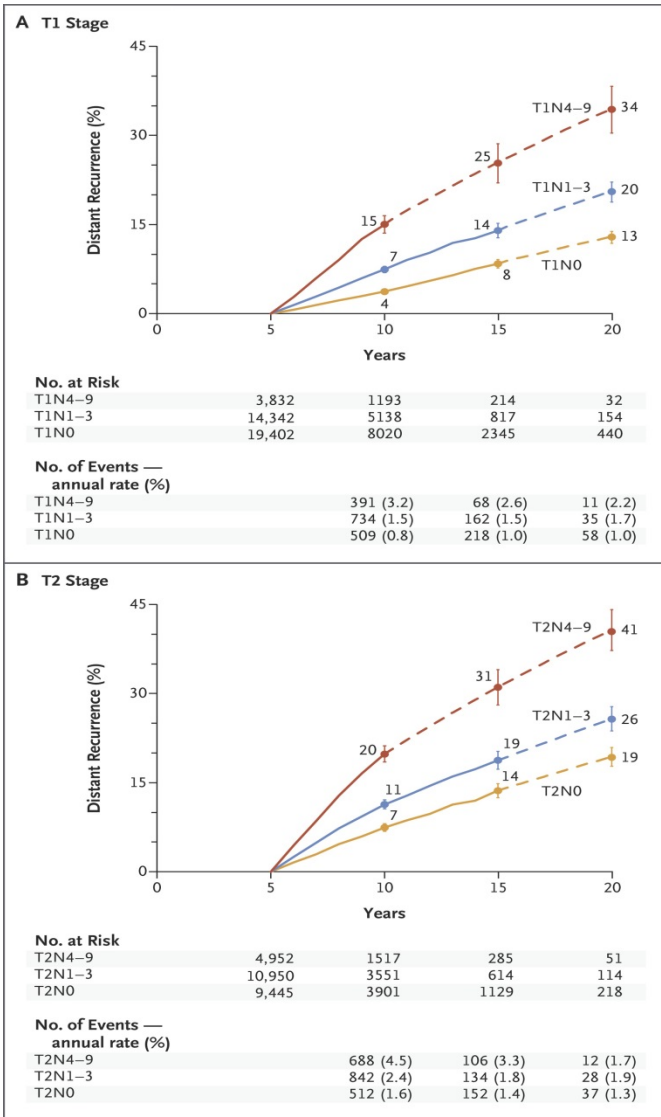 A T1 Stage
45
30
15
0
Distant Recurrence (%)
T1N4–9
34
25
15
T1N1–3
20
14
7
T1N0
13
8
4
0 5 10 15 20
Years
No. at Risk
T1N4–9 3,832 1193 214 32
T1N1–3 14,342 5138 817 154
T1N0 19,402 8020 2345 440
No. of Events —
annual rate (%)
T1N4–9 391 (3.2) 68 (2.6) 11 (2.2)
T1N1–3 734 (1.5) 162 (1.5) 35 (1.7)
T1N0 509 (0.8) 218 (1.0) 58 (1.0)
B T2 Stage
45
30
15
0
Distant Recurrence (%)
T2N4–9
41
31
20
T2N1–3
26
19
11
T2N0
19
14
7
0 5 10 15 20
Years
No. at Risk
T2N4–9 4,952 1517 285 51
T2N1–3 10,950 3551 614 114
T2N0 9,445 3901 1129 218
No. of Events —
annual rate (%)
T2N4–9 688 (4.5) 106 (3.3) 12 (1.7)
T2N1–3 842 (2.4) 134 (1.8) 28 (1.9)
T2N0 512 (1.6) 152 (1.4) 37 (1.3)